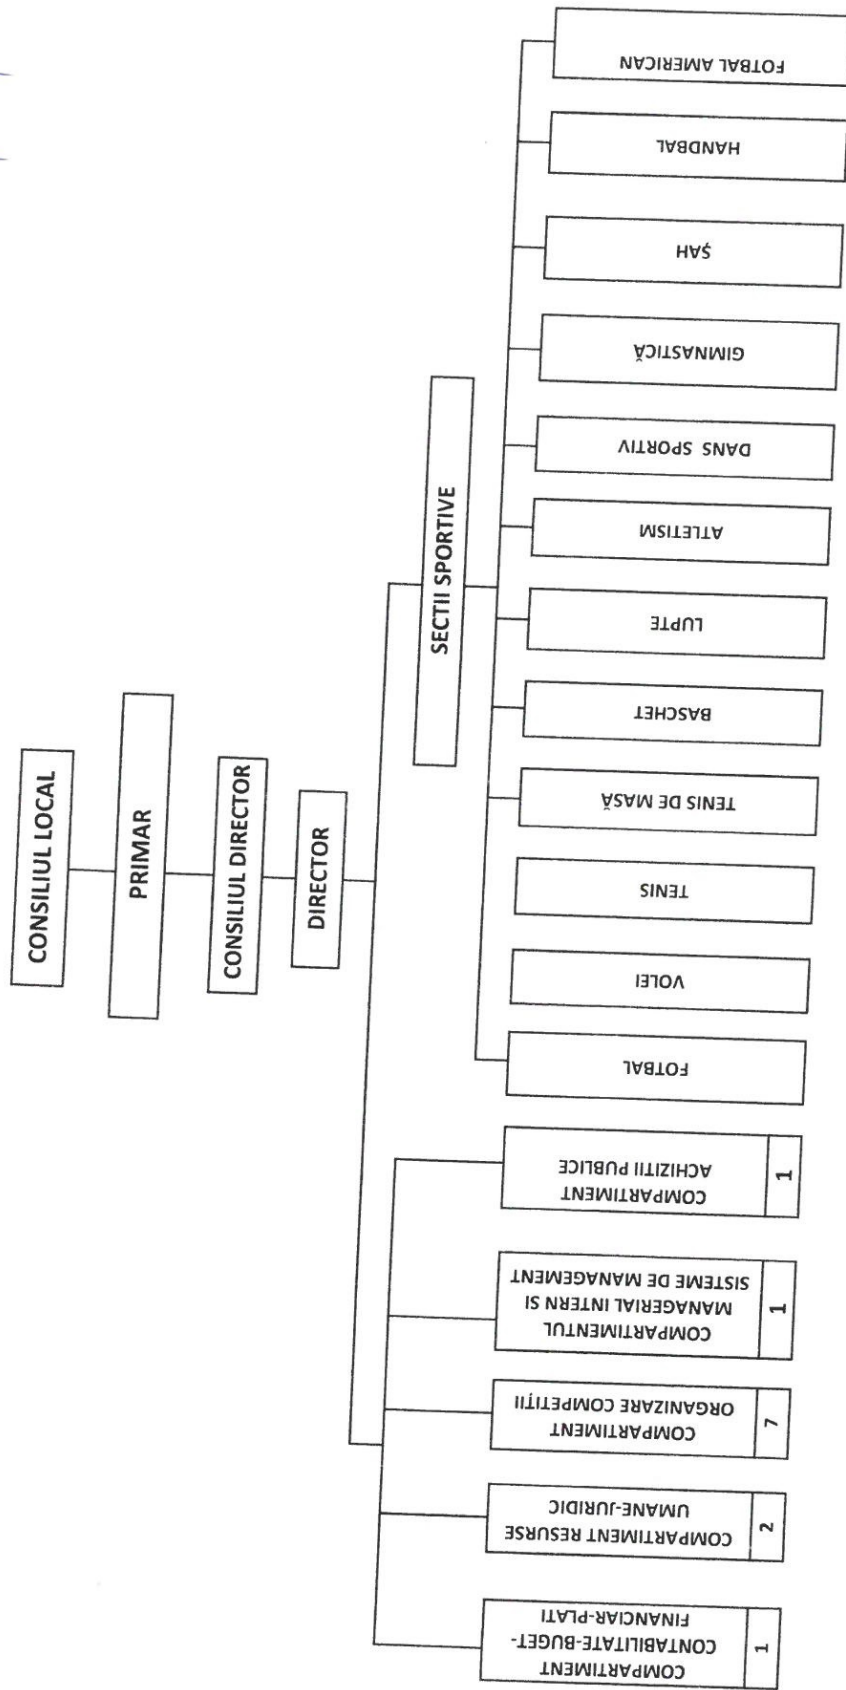 CONSILIUL LOCAL
PRIMAR
CONSILIUL DIRECTOR
DIRECTOR
SECTII SPORTIVE
COMPARTIMENT
CONTABILITATE-BUGET-
FINANCIAR-PLATI
1
COMPARTIMENT RESURSE
UMANE-JURIDIC
2
COMPARTIMENT
ORGANIZARE COMPETIȚII
7
COMPARTIMENTUL
MANAGERIAL INTERN SI
SISTEME DE MANAGEMENT
1
COMPARTIMENT
ACHIZITII PUBLICE
1
FOTBAL
VOLEI
TENIS
TENIS DE MASĂ
BASCHET
LUPTE
ATLETISM
DANS SPORTIV
GIMNASTICĂ
ŞAH
HANDBAL
FOTBAL AMERICAN